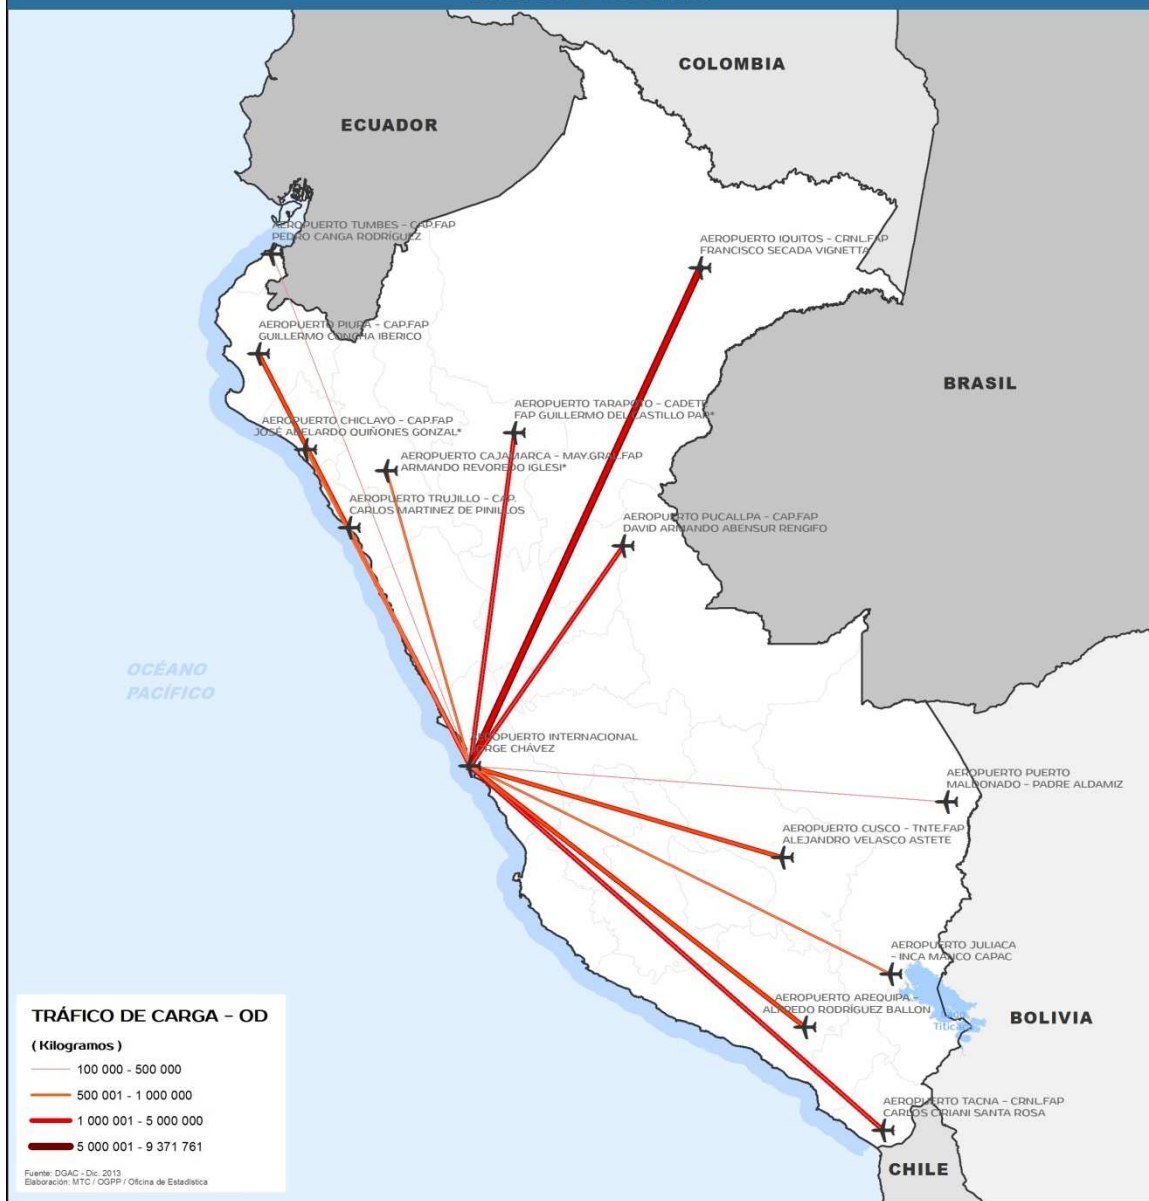 COLOMBIA
ECUADOR
AEROPUERTO TUMBES - CAP.FAP
PEDRO CANGA RODRÍGUEZ
AEROPUERTO IQUITOS - CRNL.FAP
FRANCISCO SECADA VIGNETTA
AEROPUERTO PIURA - CAP.FAP
GUILLERMO CONCHA IBERICO
BRASIL
AEROPUERTO TARAPOTO - CADETE
FAP GUILLERMO DEL CASTILLO PAR*
AEROPUERTO CHICLAYO - CAP.FAP
JOSÉ ABELARDO QUIÑONES GONZAL*
AEROPUERTO CAJAMARCA - MAY.GRAL.FAP
ARMANDO REVOREDO IGLESI*
AEROPUERTO TRUJILLO - CAP.
CARLOS MARTINEZ DE PINILLOS
AEROPUERTO PUCALLPA - CAP.FAP
DAVID ARMANDO ABENSUR RENGIFO
OCÉANO
PACÍFICO
AEROPUERTO INTERNACIONAL
JORGE CHÁVEZ
AEROPUERTO PUERTO
MALDONADO - PADRE ALDAMIZ
AEROPUERTO CUSCO - TNTE.FAP
ALEJANDRO VELASCO ASTETE
AEROPUERTO JULIACA
- INCA MANCO CAPAC
AEROPUERTO AREQUIPA -
ALFREDO RODRÍGUEZ BALLON
Lago
Titicaca
BOLIVIA
AEROPUERTO TACNA - CRNL.FAP
CARLOS CIRIANI SANTA ROSA
CHILE
TRÁFICO DE CARGA - OD
( Kilogramos )
100 000 - 500 000
500 001 - 1 000 000
1 000 001 - 5 000 000
5 000 001 - 9 371 761
Fuente: DGAC - Dic. 2013
Elaboración: MTC / OGPP / Oficina de Estadística